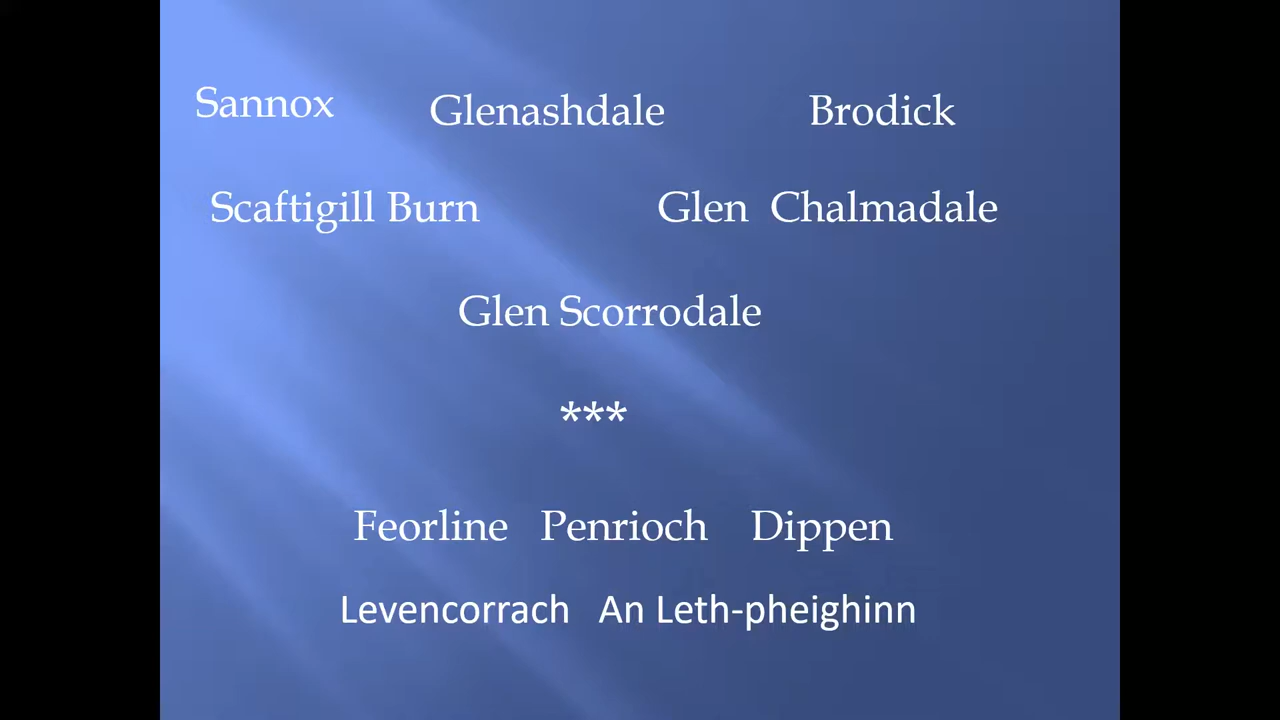 Sannox Glenashdale Brodick
Scaftigill Burn Glen Chalmadale
Glen Scorrodale
***
Feorline Penrioch Dippen
Levencorrach An Leth-pheighinn